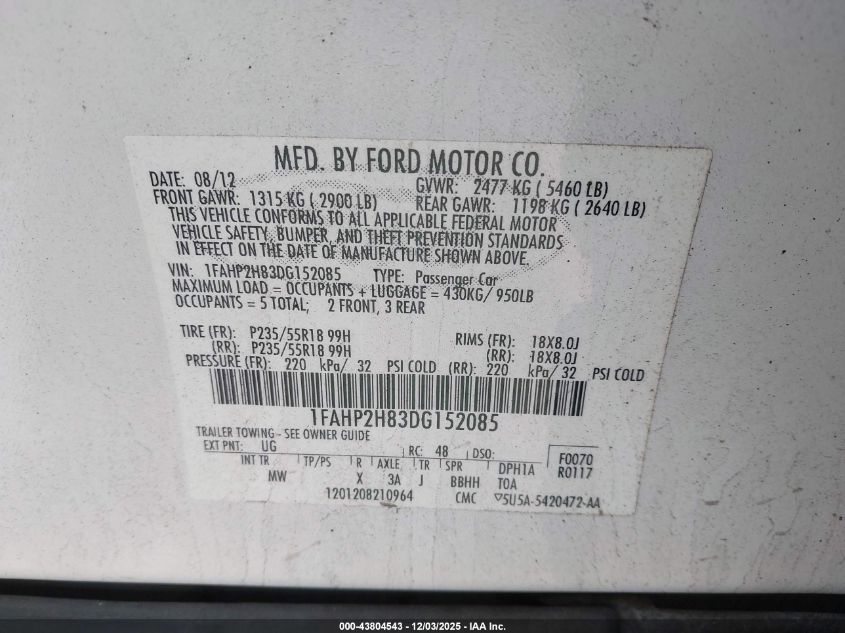 MFD. BY FORD MOTOR CO.
DATE: 08/12 GVWR: 2477 KG ( 5460 LB)
FRONT GAWR: 1315 KG ( 2900 LB) REAR GAWR: 1198 KG ( 2640 LB)
THIS VEHICLE CONFORMS TO ALL APPLICABLE FEDERAL MOTOR
VEHICLE SAFETY, BUMPER, AND THEFT PREVENTION STANDARDS
IN EFFECT ON THE DATE OF MANUFACTURE SHOWN ABOVE.
VIN: 1FAHP2H83DG152085 TYPE: Passenger Car
MAXIMUM LOAD = OCCUPANTS + LUGGAGE = 430KG/ 950LB
OCCUPANTS = 5 TOTAL; 2 FRONT, 3 REAR
TIRE (FR): P235/55R18 99H RIMS (FR): 18X8.0J
(RR): P235/55R18 99H (RR): 18X8.0J
PRESSURE (FR): 220 kPa/ 32 PSI COLD (RR): 220 kPa/ 32 PSI COLD
1FAHP2H83DG152085
TRAILER TOWING - SEE OWNER GUIDE
EXT PNT: UG RC: 48 DSO: F0070
INT TR TP/PS R AXLE TR SPR DPH1A R0117
MW X 3A J BBHH TOA
1201208210964 CMC ▽5U5A-5420472-AA
000-43804543 - 12/03/2025 - IAA Inc.